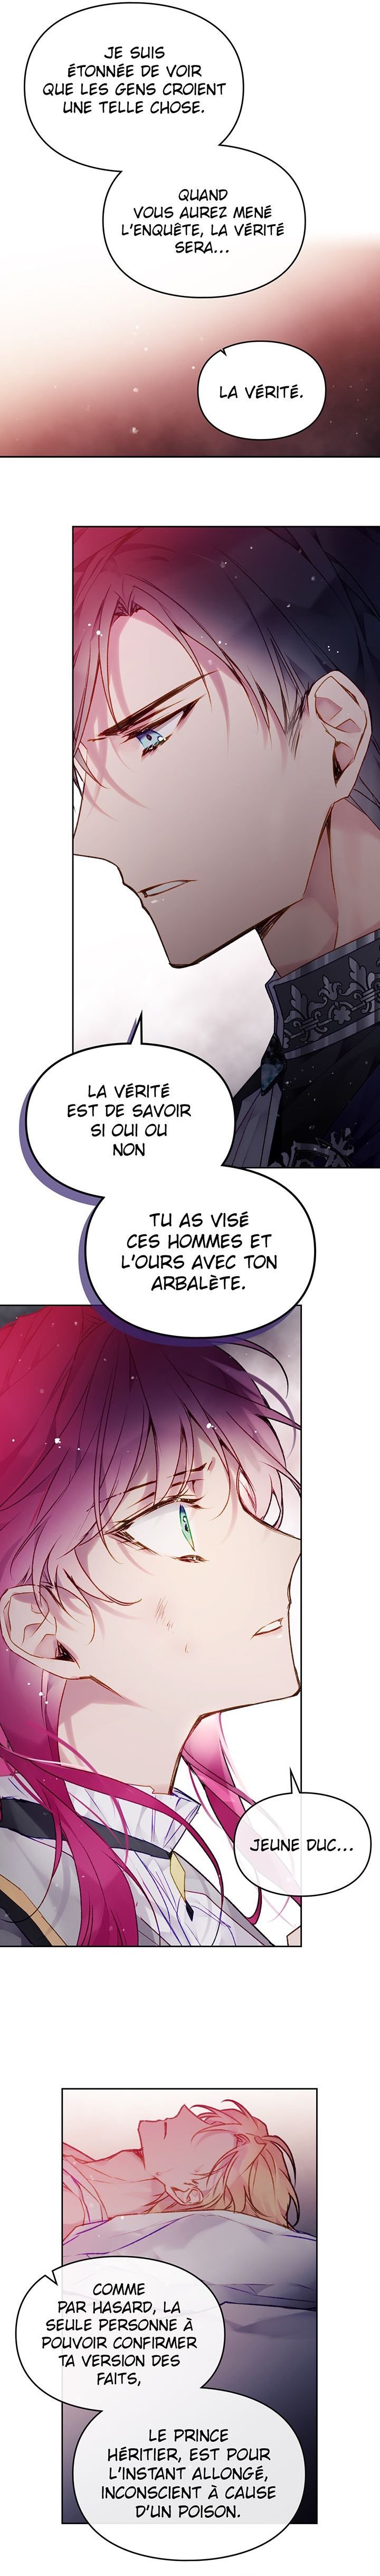 JE SUIS
ÉTONNÉE DE VOIR
QUE LES GENS CROIENT
UNE TELLE CHOSE.
QUAND
VOUS AUREZ MENÉ
L'ENQUÊTE, LA VÉRITÉ
SERA...
LA VÉRITÉ.
LA VÉRITÉ
EST DE SAVOIR
SI OUI OU
NON
TU AS VISÉ
CES HOMMES ET
L'OURS AVEC TON
ARBALÈTE.
JEUNE DUC...
COMME
PAR HASARD, LA
SEULE PERSONNE À
POUVOIR CONFIRMER
TA VERSION DES
FAITS,
LE PRINCE
HÉRITIER, EST POUR
L'INSTANT ALLONGÉ,
INCONSCIENT À CAUSE
D'UN POISON.